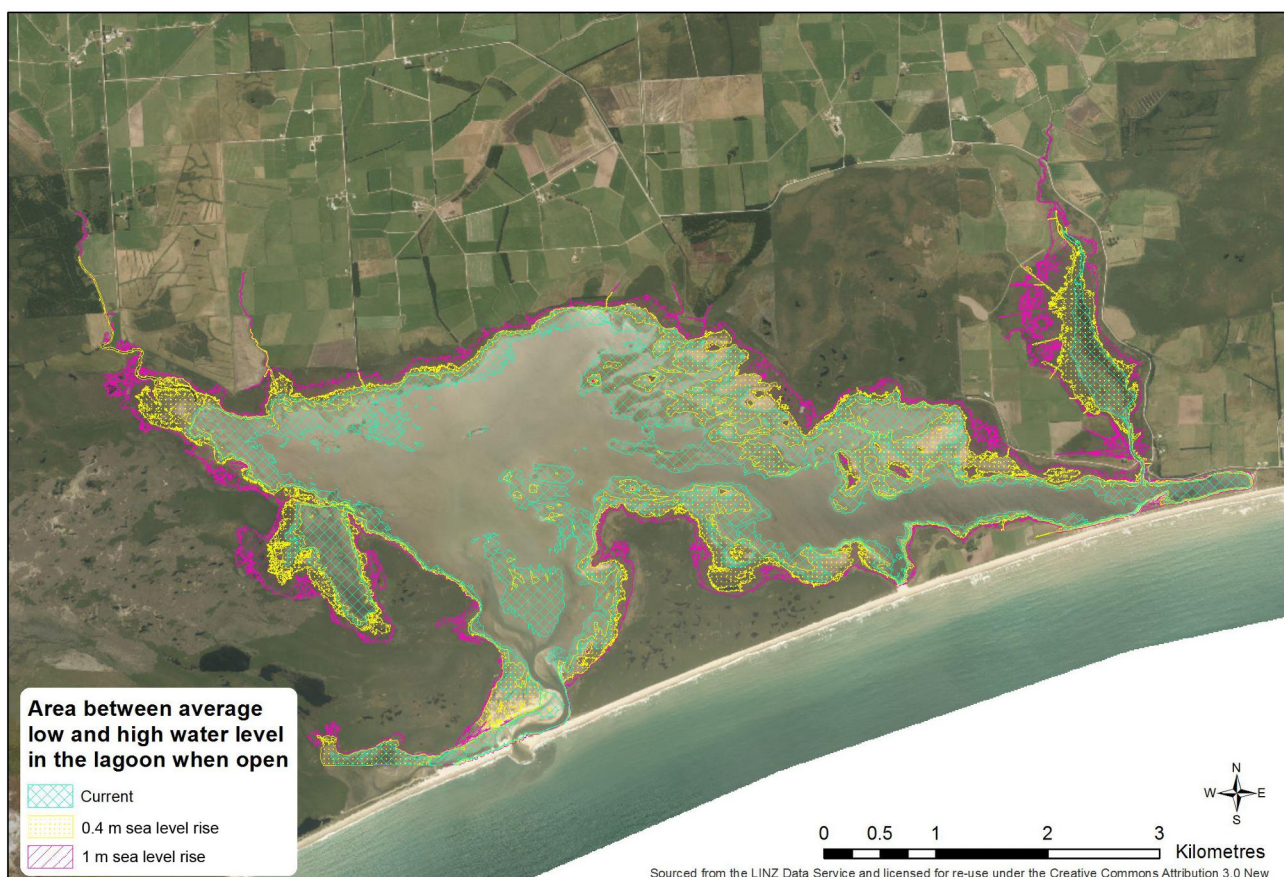 Area between average
low and high water level
in the lagoon when open
Current
0.4 m sea level rise
1 m sea level rise
N
W E
S
0 0.5 1 2 3
Kilometres
Sourced from the LINZ Data Service and licensed for re-use under the Creative Commons Attribution 3.0 New